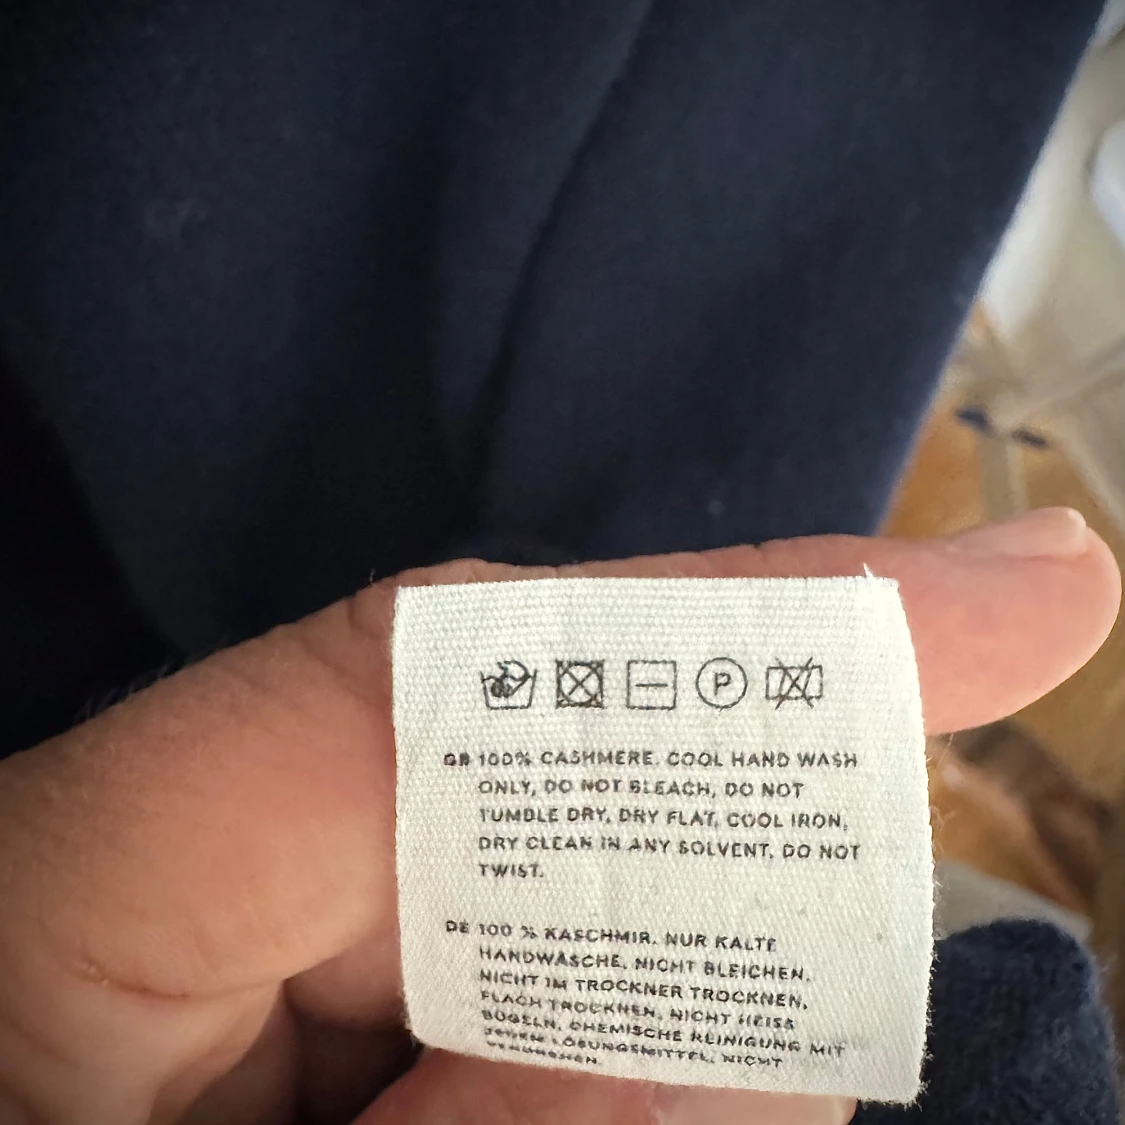 P
GB 100% CASHMERE. COOL HAND WASH
ONLY, DO NOT BLEACH, DO NOT
TUMBLE DRY, DRY FLAT, COOL IRON,
DRY CLEAN IN ANY SOLVENT, DO NOT
TWIST.
DE 100 % KASCHMIR. NUR KALTE
HANDWÄSCHE, NICHT BLEICHEN,
NICHT IM TROCKNER TROCKNEN,
FLACH TROCKNEN, NICHT HEISS
BÜGELN, CHEMISCHE REINIGUNG MIT
LÖSUNGSMITTEL, NICHT